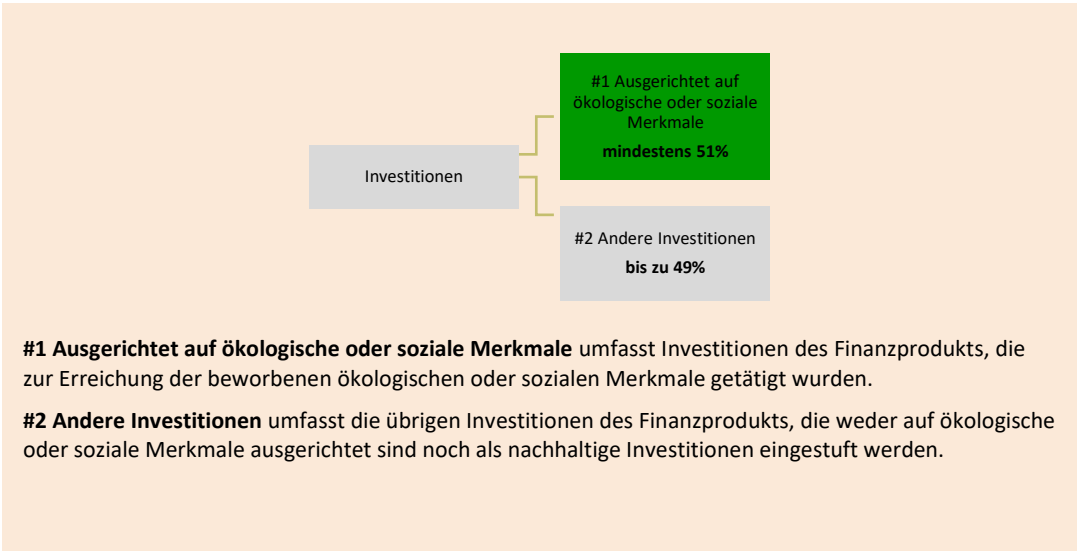 #1 Ausgerichtet auf
ökologische oder soziale
Merkmale
mindestens 51%
Investitionen
#2 Andere Investitionen
bis zu 49%
#1 Ausgerichtet auf ökologische oder soziale Merkmale umfasst Investitionen des Finanzprodukts, die
zur Erreichung der beworbenen ökologischen oder sozialen Merkmale getätigt wurden.
#2 Andere Investitionen umfasst die übrigen Investitionen des Finanzprodukts, die weder auf ökologische
oder soziale Merkmale ausgerichtet sind noch als nachhaltige Investitionen eingestuft werden.